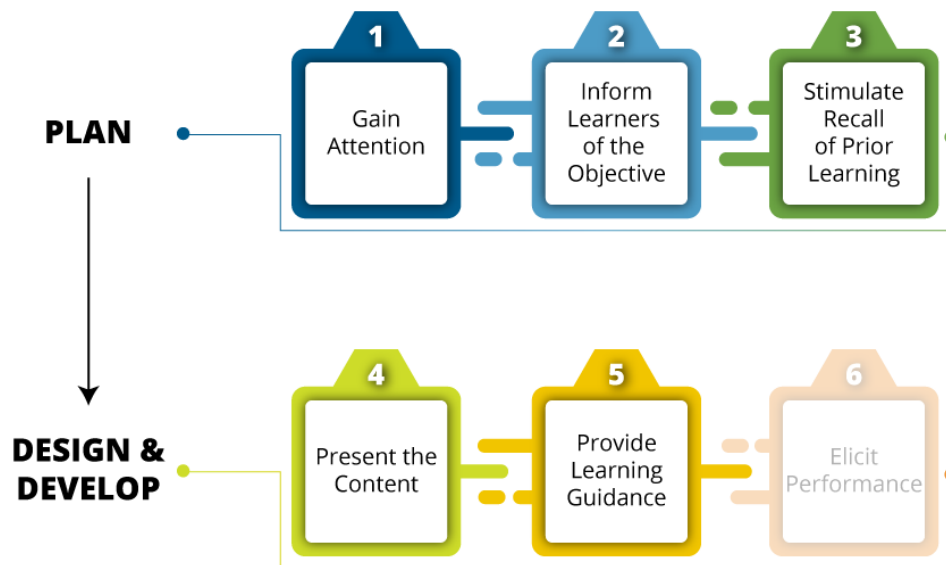 1
Gain
Attention
2
Inform
Learners
of the
Objective
3
Stimulate
Recall
of Prior
Learning
PLAN
4
Present the
Content
5
Provide
Learning
Guidance
6
Elicit
Performance
DESIGN &
DEVELOP